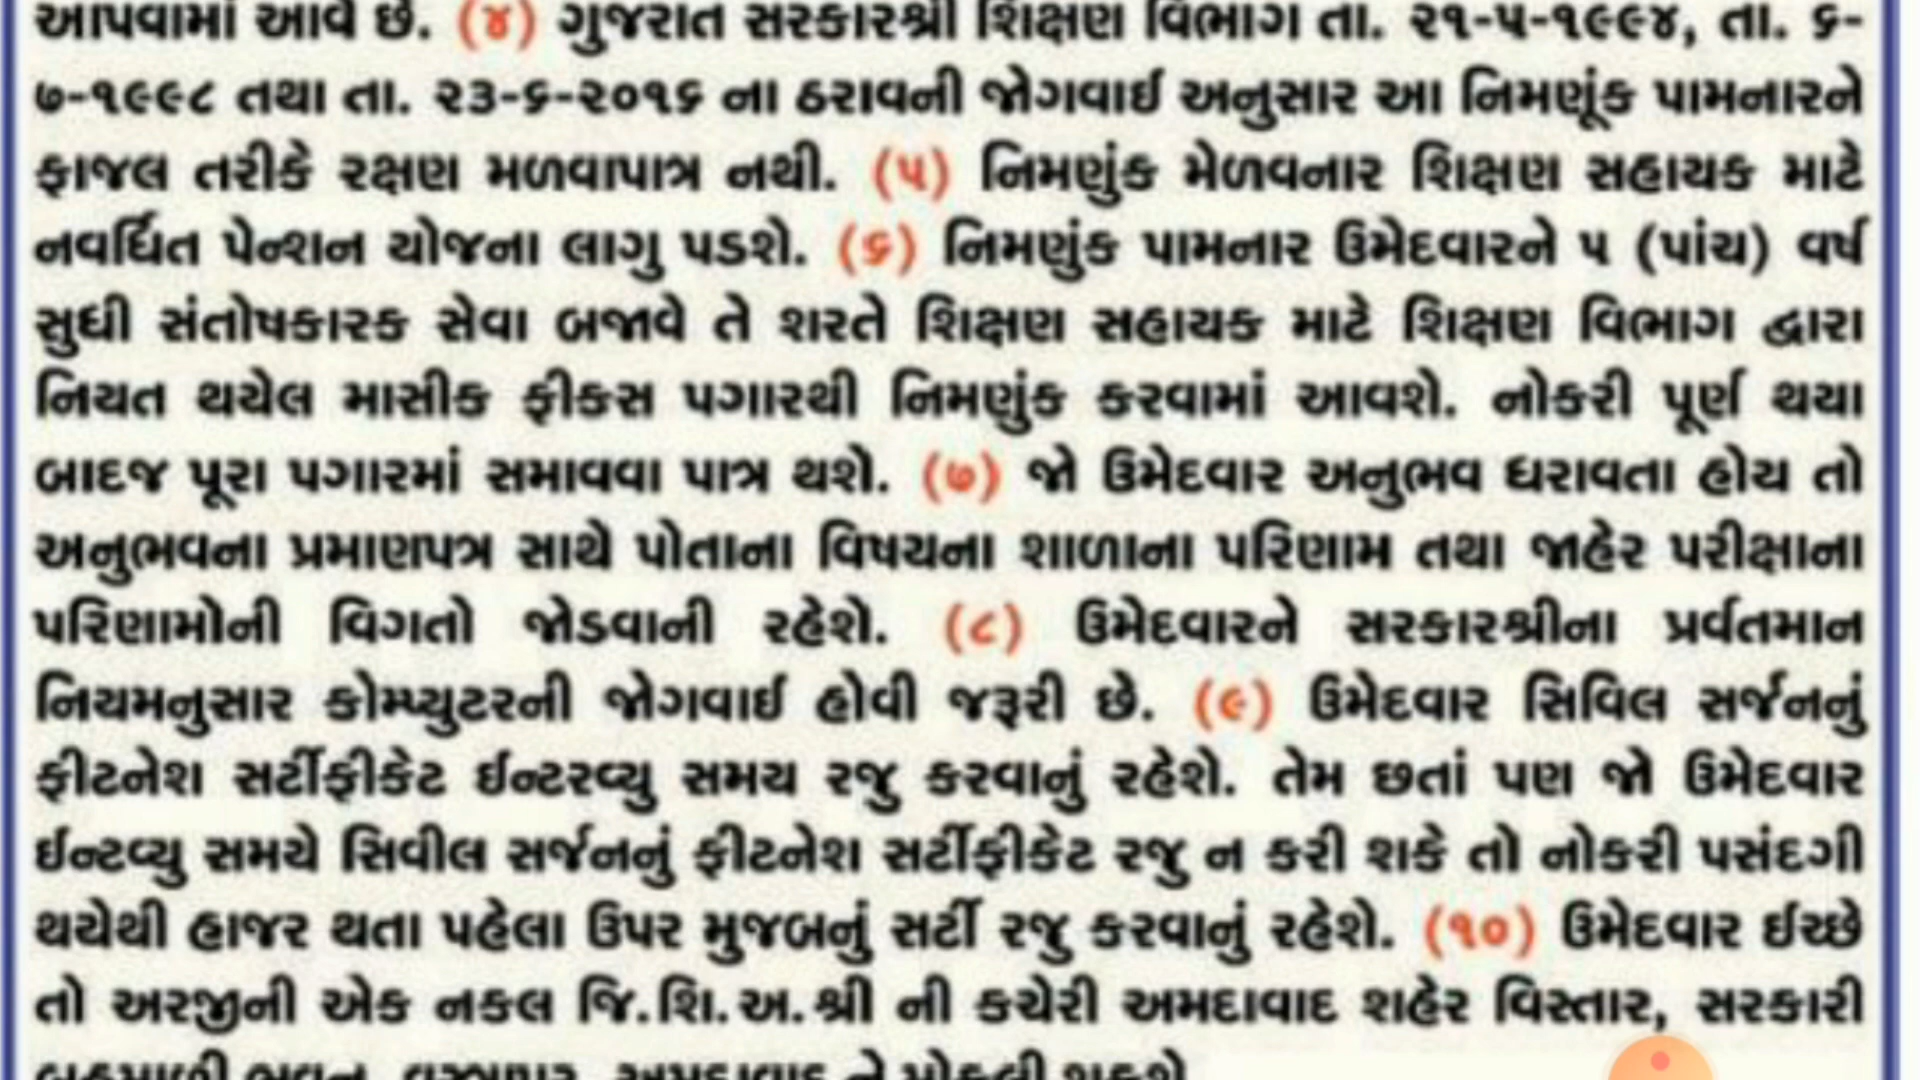 આપવામાં આવે છે. (૪) ગુજરાત સરકારશ્રી શિક્ષણ વિભાગ તા. ૨૧-૫-૧૯૯૪, તા. ૬-
૭-૧૯૯૮ તથા તા. ૨૩-૬-૨૦૧૬ ના ઠરાવની જોગવાઈ અનુસાર આ નિમણૂંક પામનારને
ફાજલ તરીકે રક્ષણ મળવાપાત્ર નથી. (૫) નિમણુંક મેળવનાર શિક્ષણ સહાયક માટે
નવર્ધિત પેન્શન યોજના લાગુ પડશે. (૬) નિમણુંક પામનાર ઉમેદવારને ૫ (પાંચ) વર્ષ
સુધી સંતોષકારક સેવા બજાવે તે શરતે શિક્ષણ સહાયક માટે શિક્ષણ વિભાગ દ્વારા
નિયત થયેલ માસીક ફીકસ પગારથી નિમણુંક કરવામાં આવશે. નોકરી પૂર્ણ થયા
બાદજ પૂરા પગારમાં સમાવવા પાત્ર થશે. (૭) જો ઉમેદવાર અનુભવ ધરાવતા હોય તો
અનુભવના પ્રમાણપત્ર સાથે પોતાના વિષયના શાળાના પરિણામ તથા જાહેર પરીક્ષાના
પરિણામોની વિગતો જોડવાની રહેશે. (૮) ઉમેદવારને સરકારશ્રીના પ્રર્વતમાન
નિયમનુસાર કોમ્પ્યુટરની જોગવાઈ હોવી જરૂરી છે. (૯) ઉમેદવાર સિવિલ સર્જનનું
ફીટનેશ સર્ટીફીકેટ ઈન્ટરવ્યુ સમય રજુ કરવાનું રહેશે. તેમ છતાં પણ જો ઉમેદવાર
ઈન્ટવ્યુ સમયે સિવીલ સર્જનનું ફીટનેશ સર્ટીફીકેટ રજુ ન કરી શકે તો નોકરી પસંદગી
થયેથી હાજર થતા પહેલા ઉપર મુજબનું સર્ટી રજુ કરવાનું રહેશે. (૧૦) ઉમેદવાર ઈચ્છે
તો અરજીની એક નકલ જિ.શિ.અ.શ્રી ની કચેરી અમદાવાદ શહેર વિસ્તાર, સરકારી
બહુમાળી ભવન, વસ્ત્રાપુર, અમદાવાદ ને મોકલી શકશે.